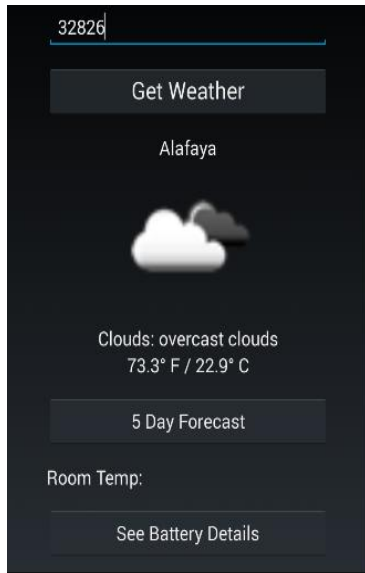 32826
Get Weather
Alafaya
Clouds: overcast clouds
73.3° F / 22.9° C
5 Day Forecast
Room Temp:
See Battery Details